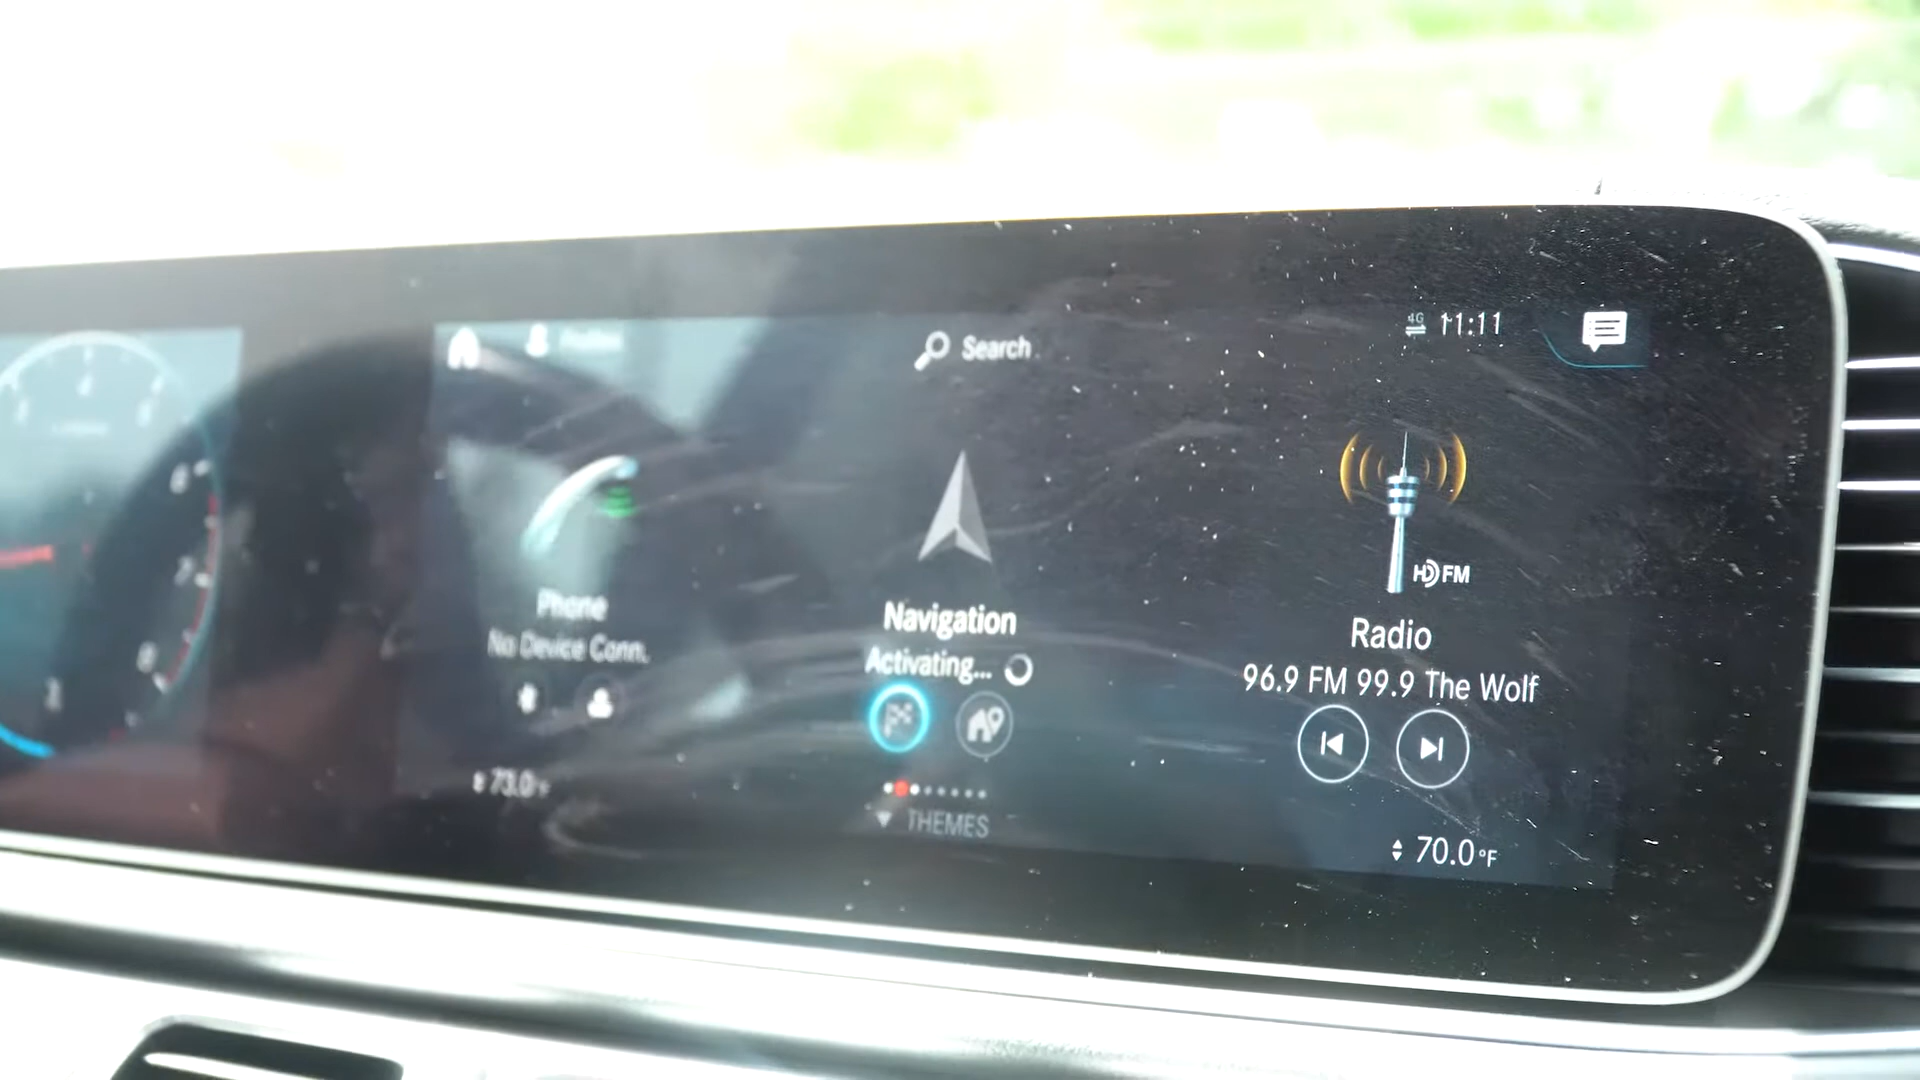 Search
4G 11:11
Phone
No Device Conn.
Navigation
Activating...
HD FM
Radio
96.9 FM 99.9 The Wolf
73.0°F
THEMES
70.0°F